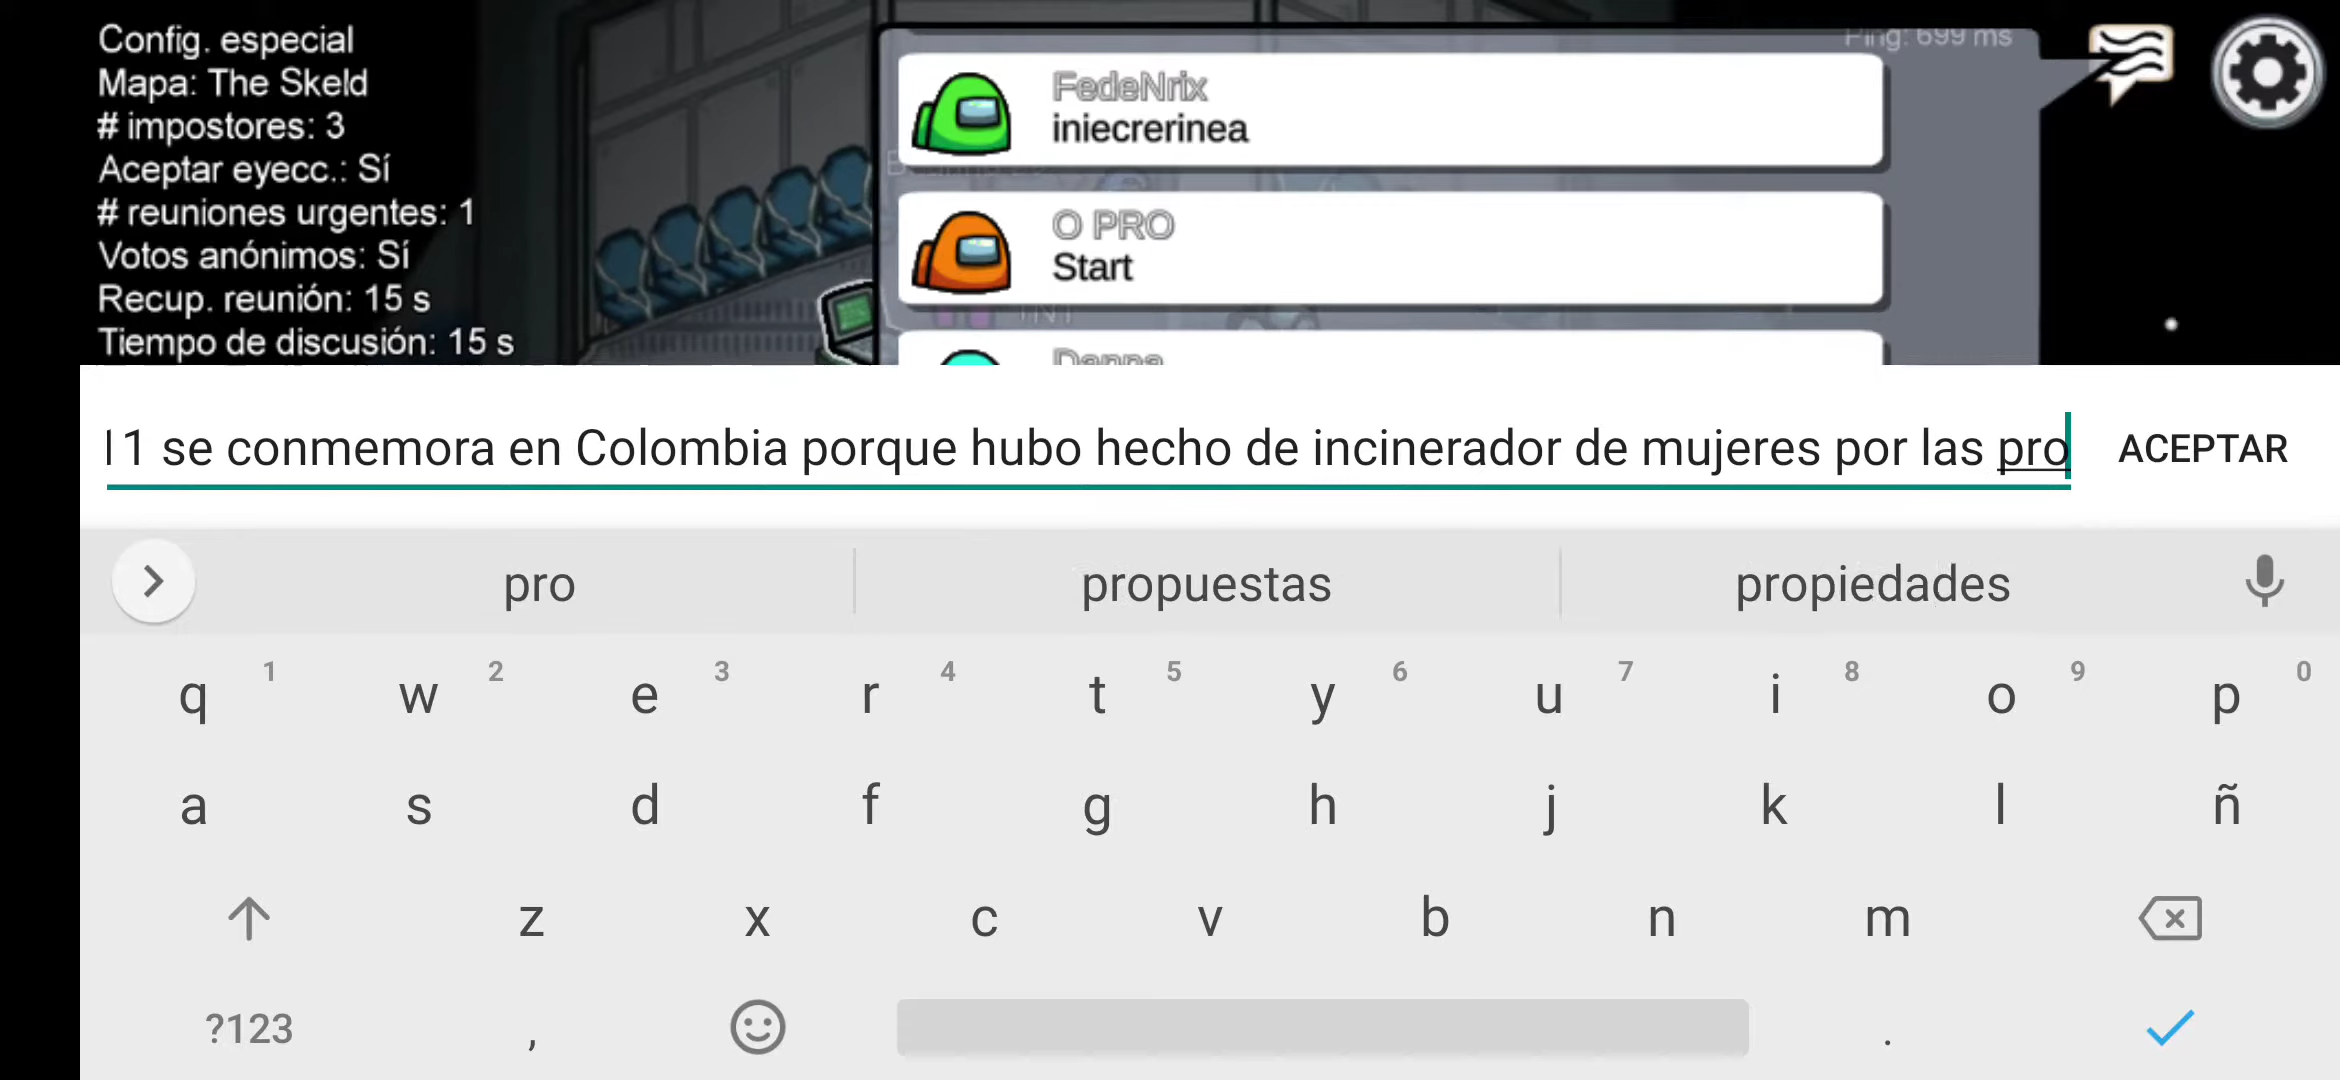 Config. especial
Mapa: The Skeld
# impostores: 3
Aceptar eyecc.: Sí
# reuniones urgentes: 1
Votos anónimos: Sí
Recup. reunión: 15 s
Tiempo de discusión: 15 s
Ping: 699 ms
FedeNrix
iniecrerinea
O PRO
Start
Danna
11 se conmemora en Colombia porque hubo hecho de incinerador de mujeres por las pro
ACEPTAR
pro propuestas propiedades
1 2 3 4 5 6 7 8 9 0
q w e r t y u i o p
a s d f g h j k l ñ
z x c v b n m
?123 , .